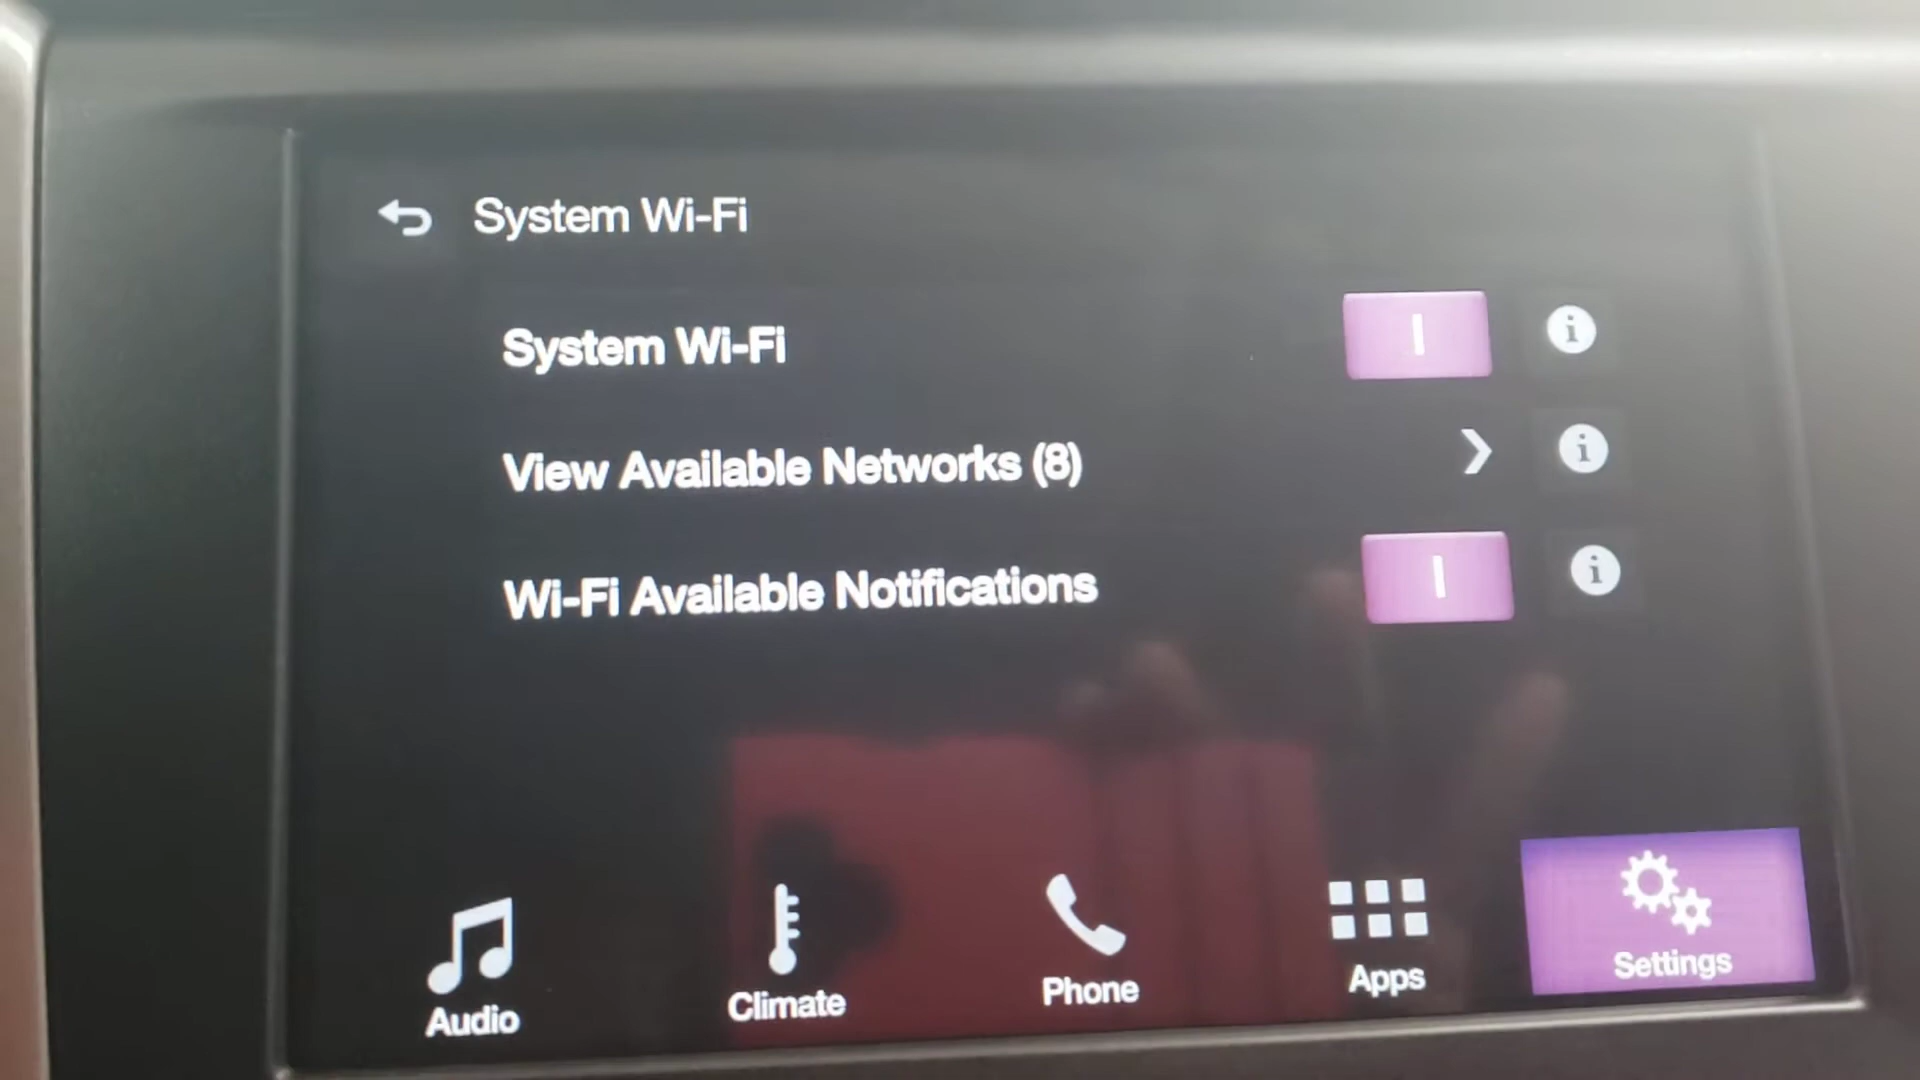 System Wi-Fi
System Wi-Fi
View Available Networks (8)
Wi-Fi Available Notifications
Audio
Climate
Phone
Apps
Settings